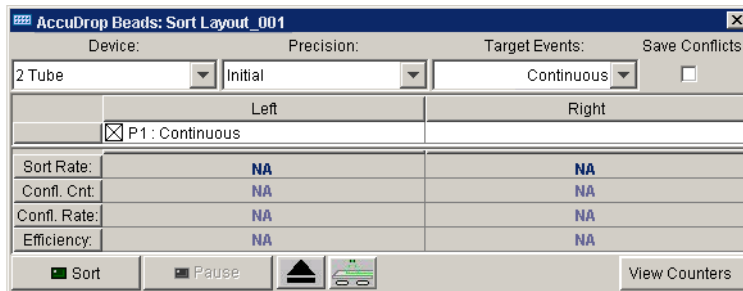 AccuDrop Beads: Sort Layout_001
Device: Precision: Target Events: Save Conflicts
2 Tube Initial Continuous
Left Right
P1 : Continuous
Sort Rate: NA NA
Confl. Cnt: NA NA
Confl. Rate: NA NA
Efficiency: NA NA
Sort Pause View Counters